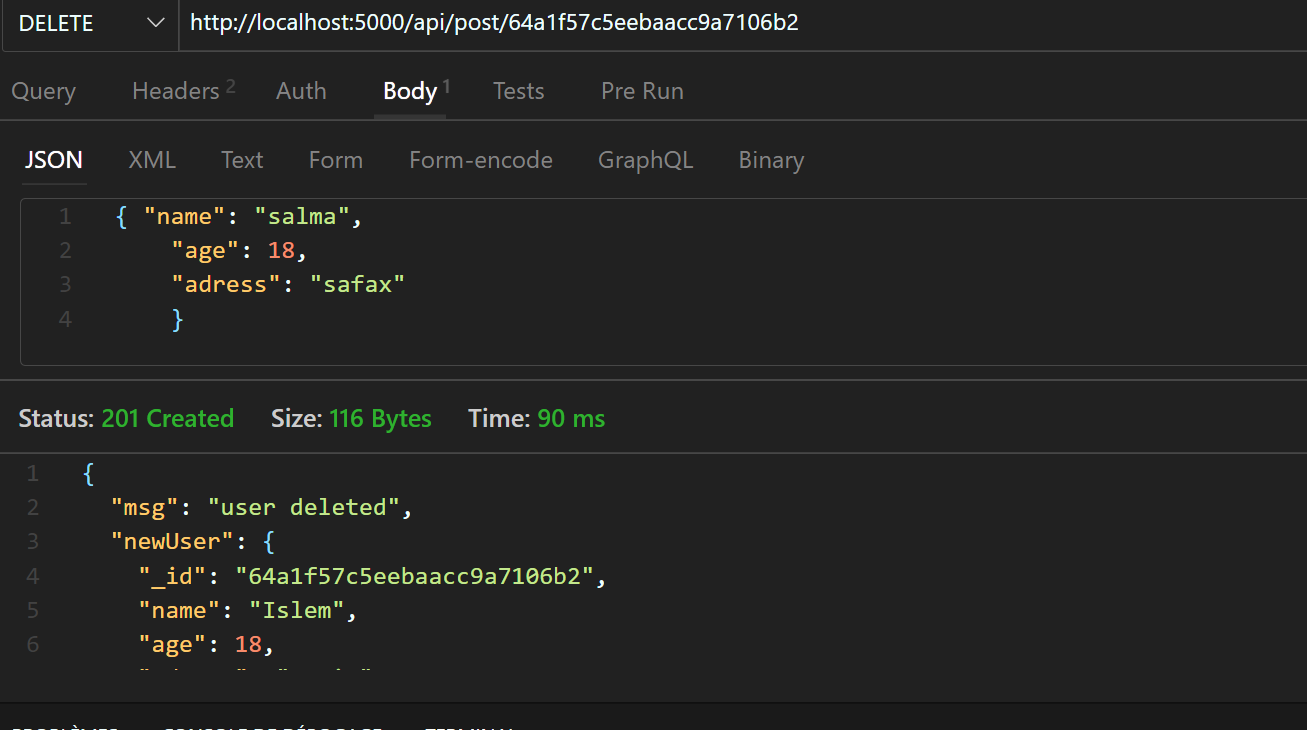 DELETE http://localhost:5000/api/post/64a1f57c5eebaacc9a7106b2
Query Headers 2 Auth Body 1 Tests Pre Run
JSON XML Text Form Form-encode GraphQL Binary
1 { "name": "salma",
2 "age": 18,
3 "adress": "safax"
4 }
Status: 201 Created Size: 116 Bytes Time: 90 ms
1 {
2 "msg": "user deleted",
3 "newUser": {
4 "_id": "64a1f57c5eebaacc9a7106b2",
5 "name": "Islem",
6 "age": 18,